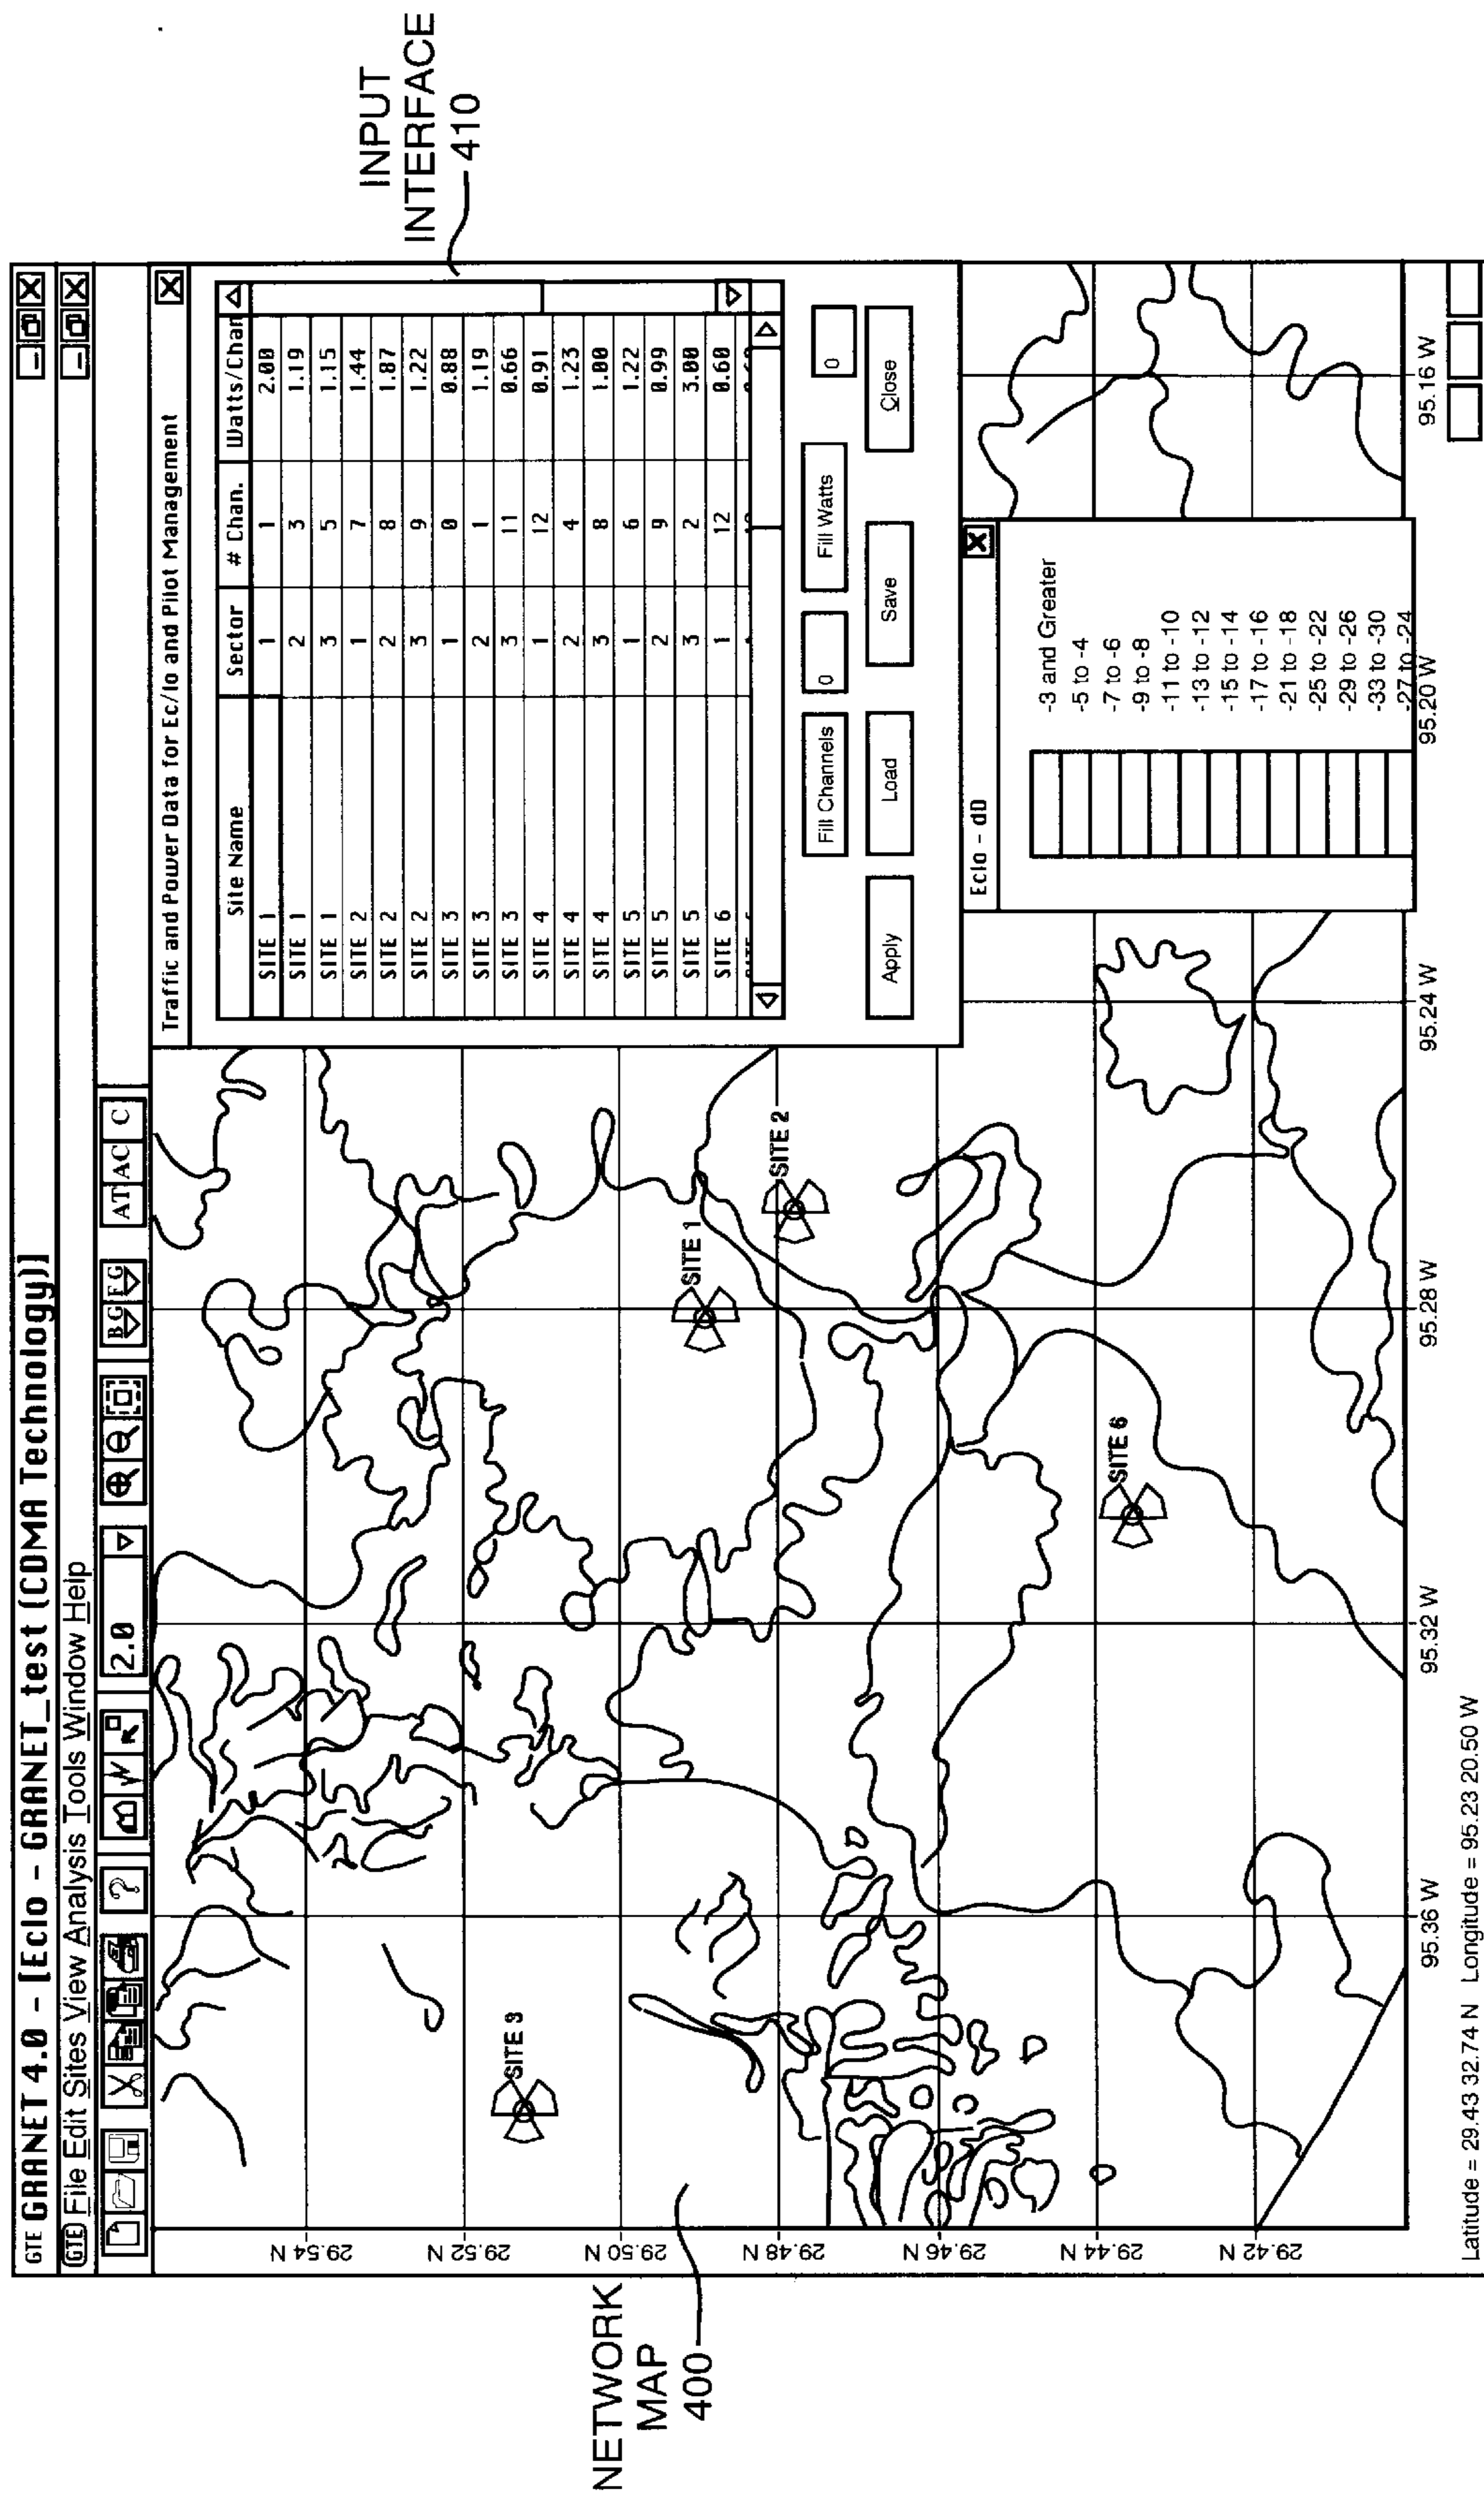 GTE GRANET 4.0 - [EcIo - GRANET_test (CDMA Technology)]
GTE File Edit Sites View Analysis Tools Window Help
? 2.0 BG FG AT AC C
Traffic and Power Data for Ec/Io and Pilot Management
Site Name Sector # Chan. Watts/Chan
SITE 1 1 1 2.00
SITE 1 2 3 1.19
SITE 1 3 5 1.15
SITE 2 1 7 1.44
SITE 2 2 8 1.87
SITE 2 3 9 1.22
SITE 3 1 0 0.88
SITE 3 2 1 1.19
SITE 3 3 11 0.66
SITE 4 1 12 0.91
SITE 4 2 4 1.23
SITE 4 3 8 1.00
SITE 5 1 6 1.22
SITE 5 2 9 0.99
SITE 5 3 2 3.00
SITE 6 1 12 0.60
Fill Channels 0 Fill Watts 0
Apply Load Save Close
EcIo - dD
-3 and Greater
-5 to -4
-7 to -6
-9 to -8
-11 to -10
-13 to -12
-15 to -14
-17 to -16
-21 to -18
-25 to -22
-29 to -26
-33 to -30
-27 to -24
SITE 1
SITE 2
SITE 3
SITE 6
29.54 N
29.52 N
29.50 N
29.48 N
29.46 N
29.44 N
29.42 N
95.36 W 95.32 W 95.28 W 95.24 W 95.20 W 95.16 W
Latitude = 29.43 32.74 N Longitude = 95.23 20.50 W
NETWORK
MAP
400
INPUT
INTERFACE
410